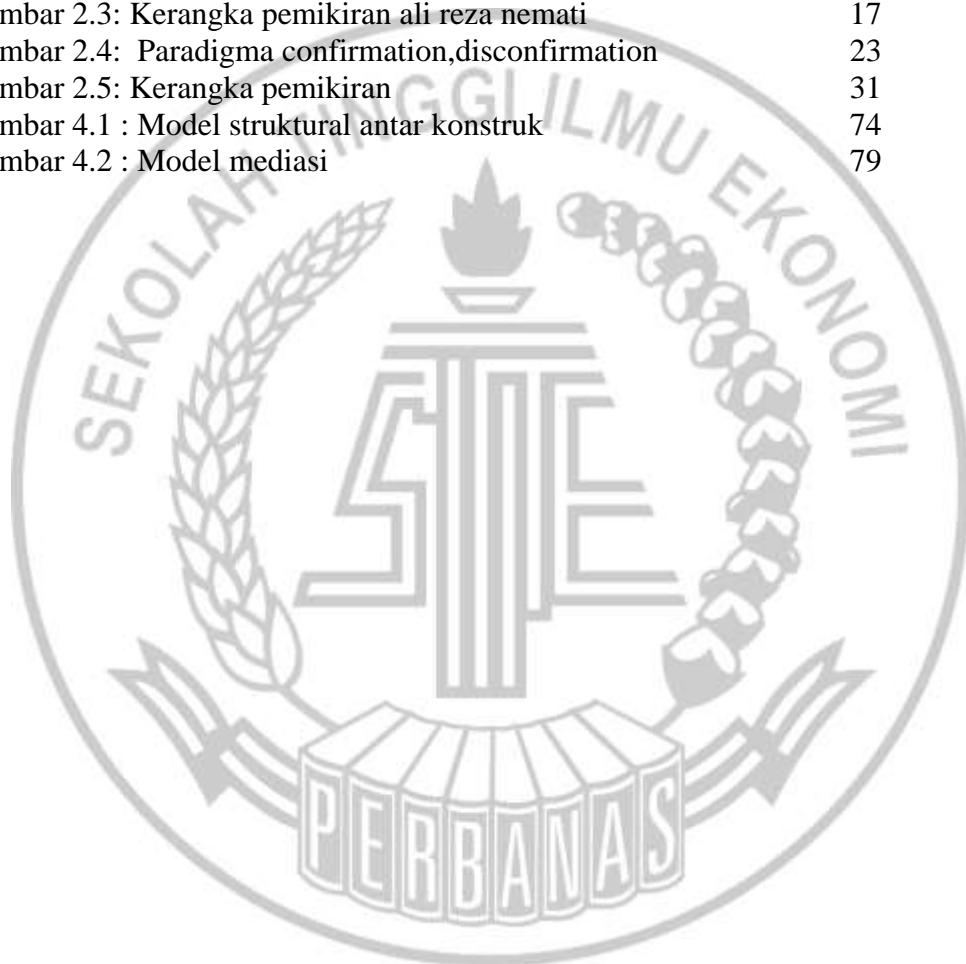 mbar 2.3: Kerangka pemikiran ali reza nemati 17
mbar 2.4: Paradigma confirmation,disconfirmation 23
mbar 2.5: Kerangka pemikiran 31
mbar 4.1 : Model struktural antar konstruk 74
mbar 4.2 : Model mediasi 79
SEKOLAH TINGGI ILMU EKONOMI
STIE
PERBANAS